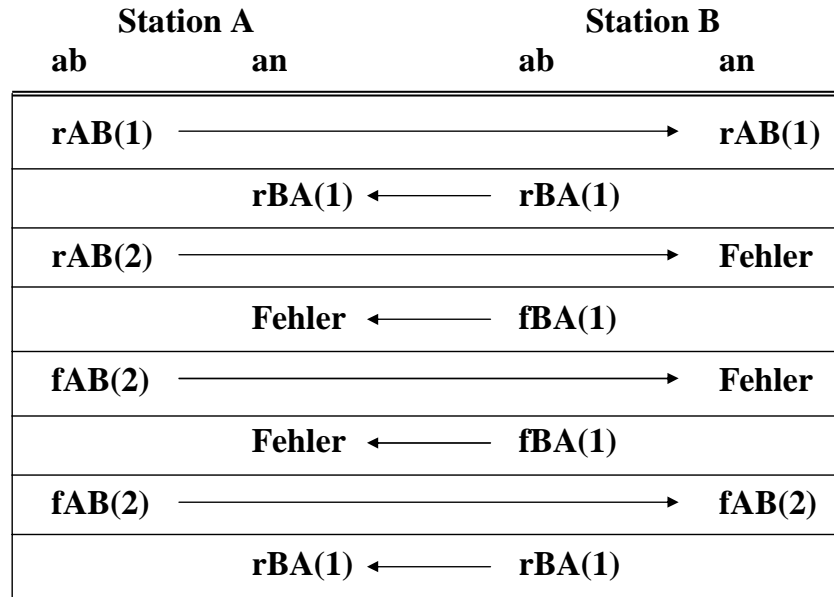 Station A Station B
ab an ab an
rAB(1) rAB(1)
rBA(1) rBA(1)
rAB(2) Fehler
Fehler fBA(1)
fAB(2) Fehler
Fehler fBA(1)
fAB(2) fAB(2)
rBA(1) rBA(1)